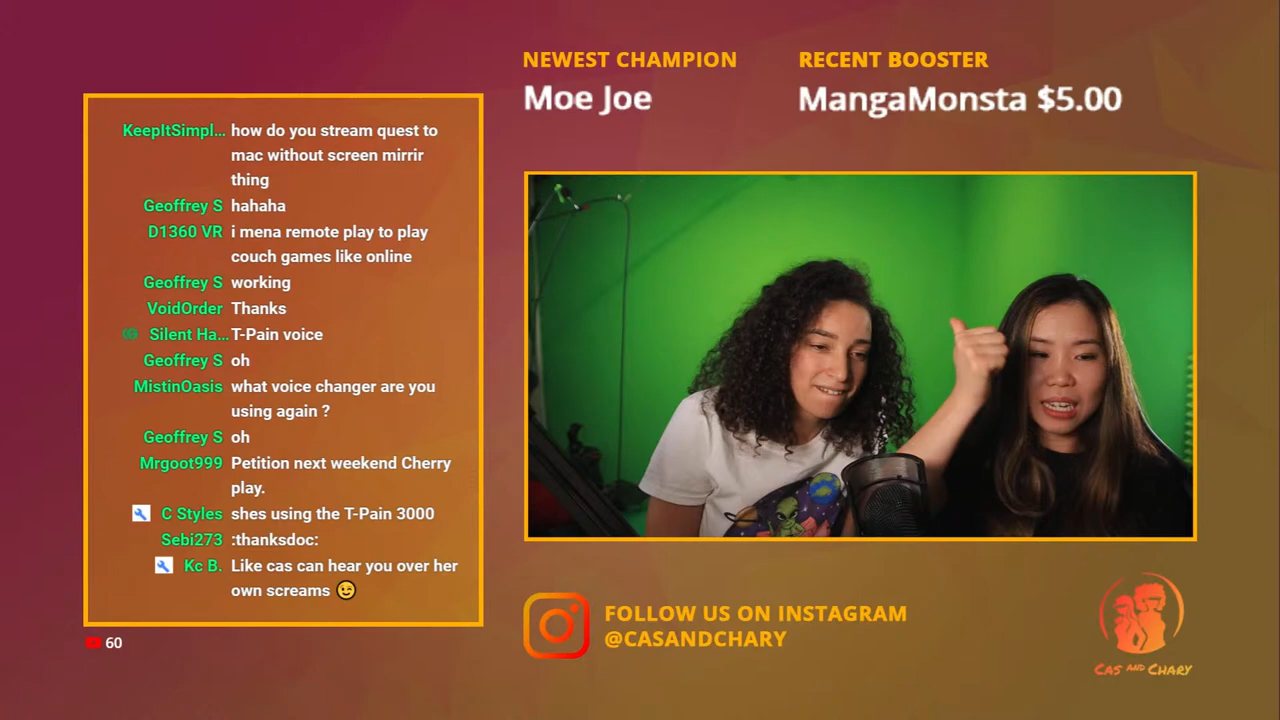 NEWEST CHAMPION
Moe Joe
RECENT BOOSTER
MangaMonsta $5.00
KeepItSimpl... how do you stream quest to
mac without screen mirrir
thing
Geoffrey S hahaha
D1360 VR i mena remote play to play
couch games like online
Geoffrey S working
VoidOrder Thanks
Silent Ha... T-Pain voice
Geoffrey S oh
MistinOasis what voice changer are you
using again ?
Geoffrey S oh
Mrgoot999 Petition next weekend Cherry
play.
C Styles shes using the T-Pain 3000
Sebi273 :thanksdoc:
Kc B. Like cas can hear you over her
own screams 😉
60
FOLLOW US ON INSTAGRAM
@CASANDCHARY
CAS AND CHARY